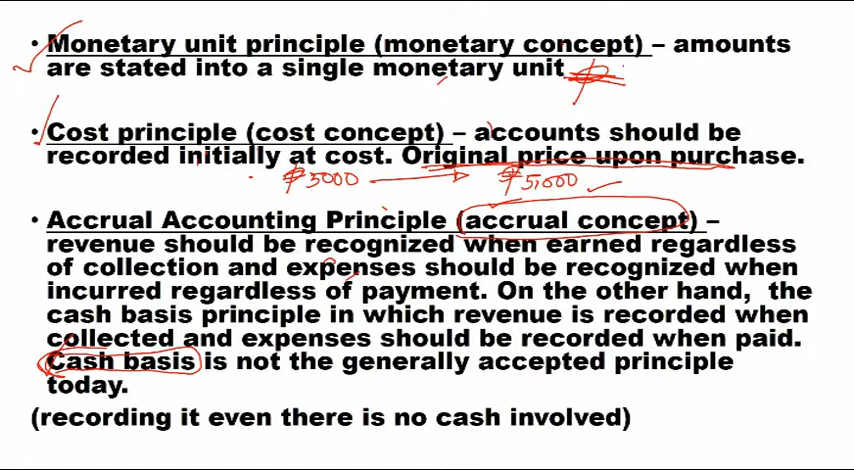 • Monetary unit principle (monetary concept) – amounts
are stated into a single monetary unit ₱
• Cost principle (cost concept) – accounts should be
recorded initially at cost. Original price upon purchase.
₱5000 ₱5,000
• Accrual Accounting Principle (accrual concept) –
revenue should be recognized when earned regardless
of collection and expenses should be recognized when
incurred regardless of payment. On the other hand, the
cash basis principle in which revenue is recorded when
collected and expenses should be recorded when paid.
Cash basis is not the generally accepted principle
today.
(recording it even there is no cash involved)